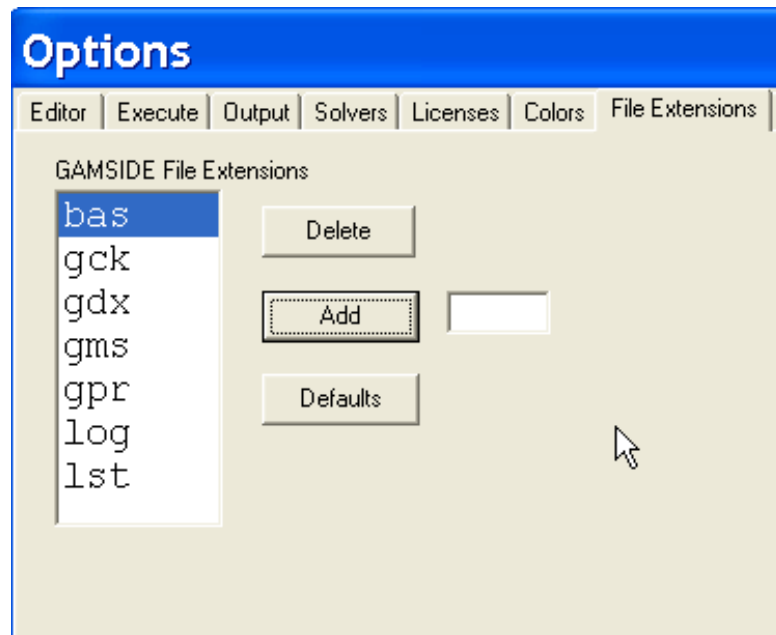 Options
Editor Execute Output Solvers Licenses Colors File Extensions
GAMSIDE File Extensions
bas
gck
gdx
gms
gpr
log
lst
Delete
Add
Defaults